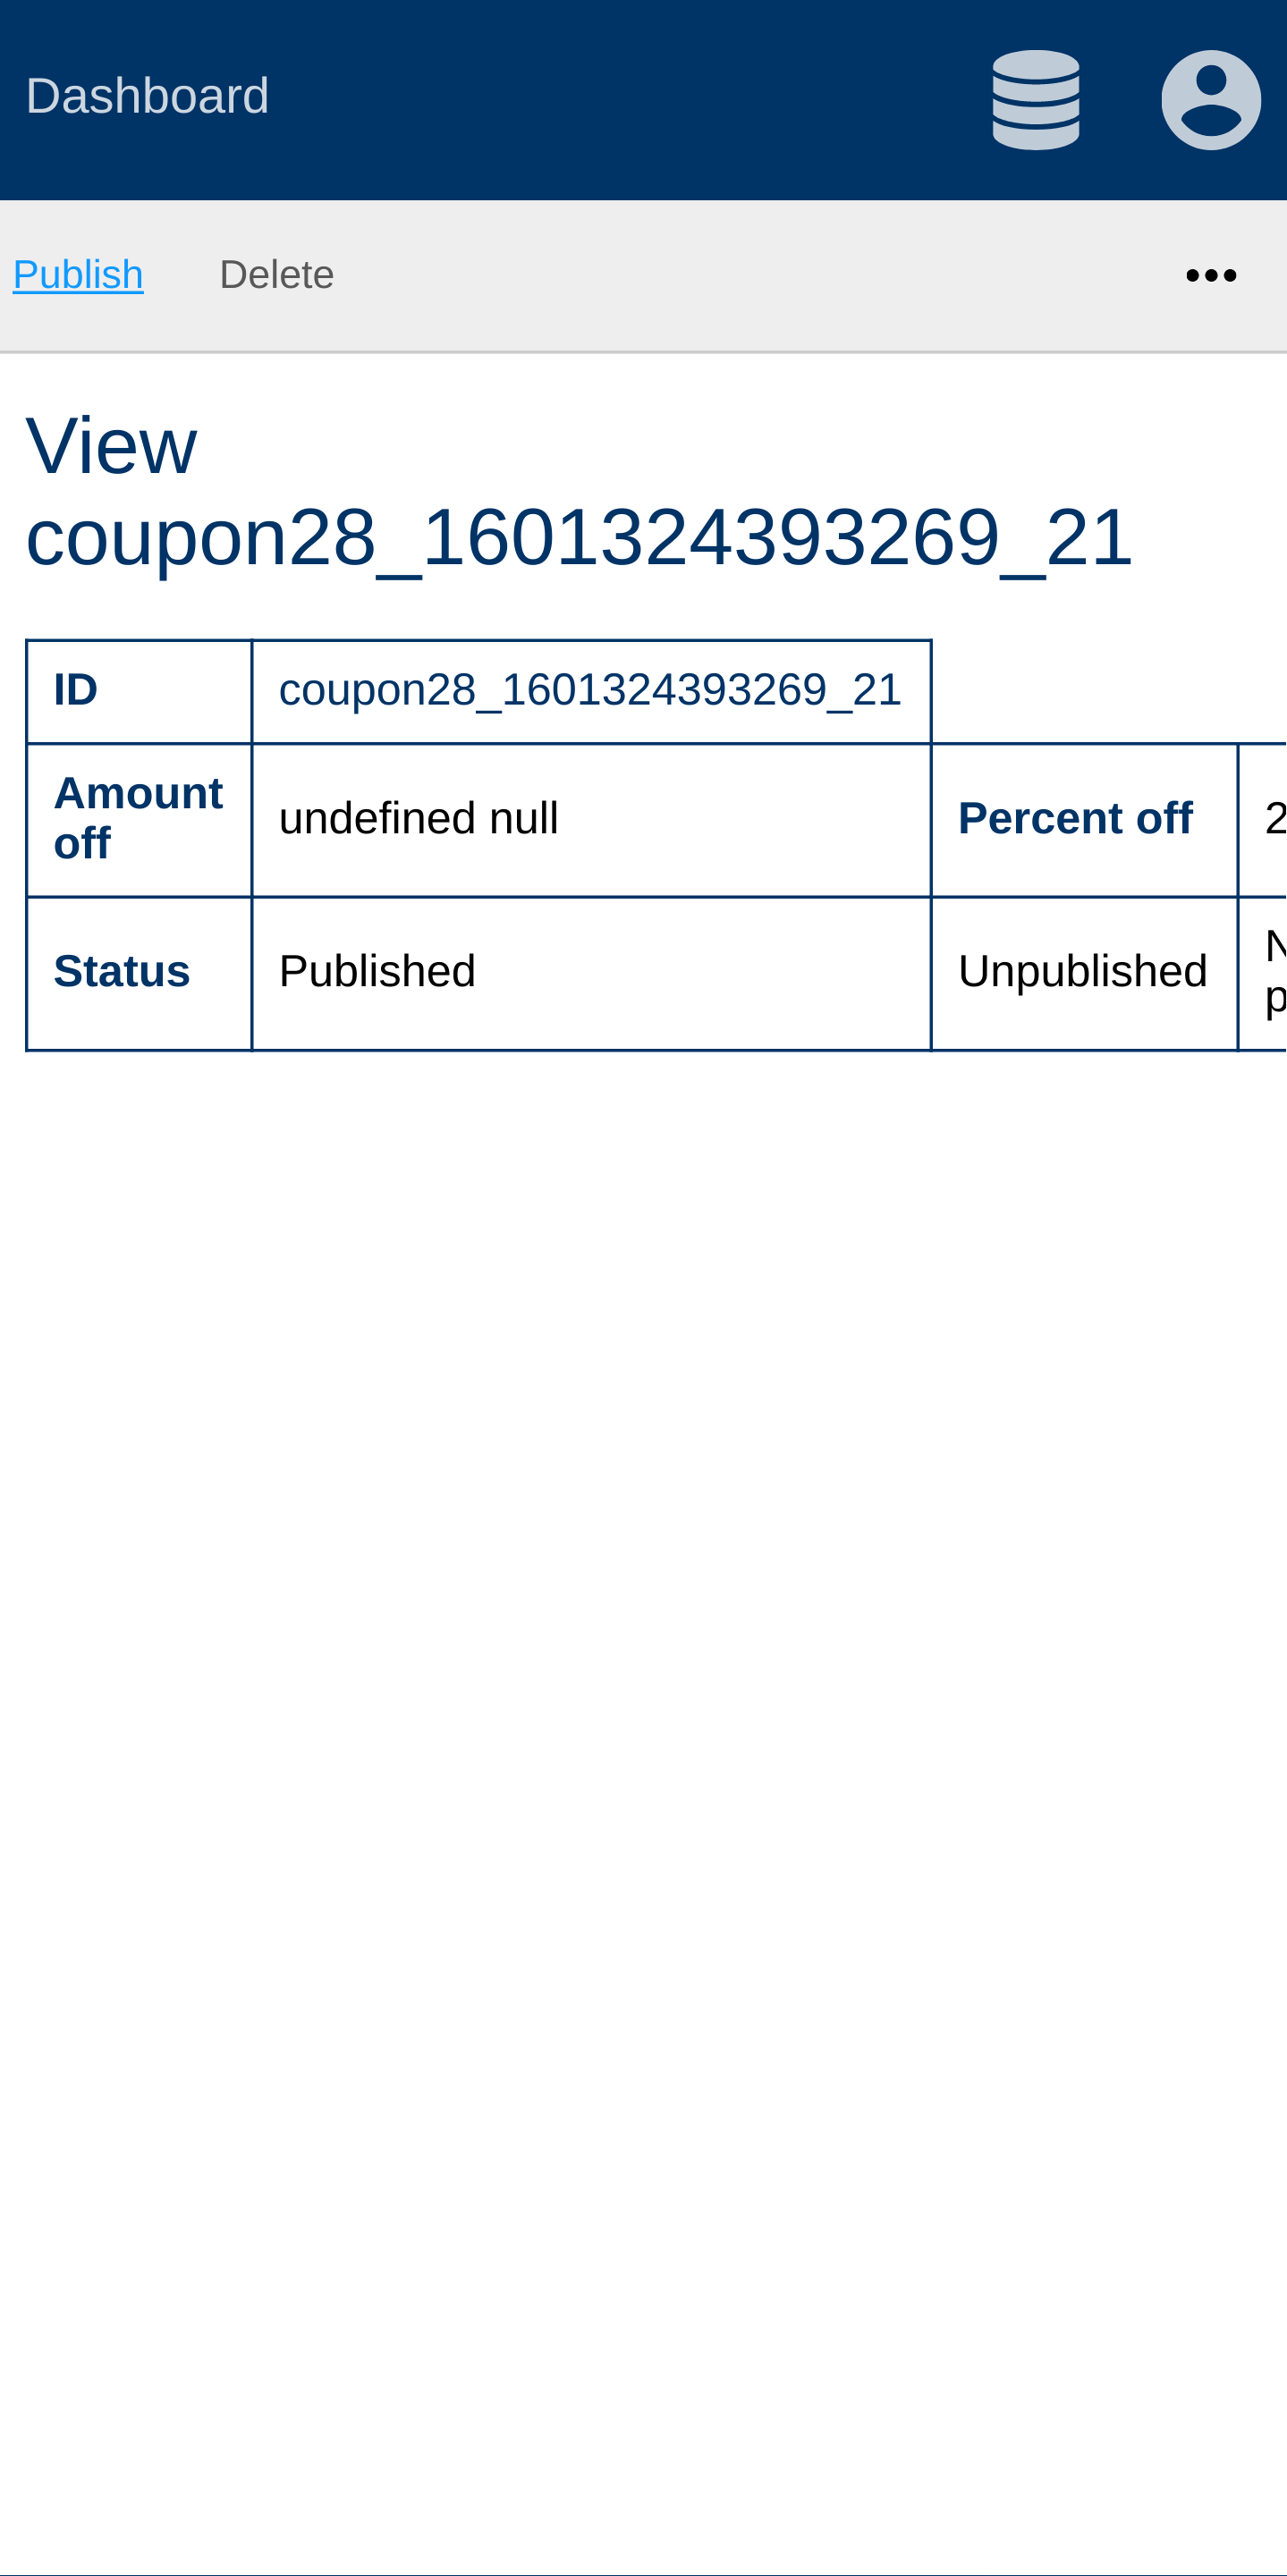 Dashboard
Publish Delete
View
coupon28_1601324393269_21
ID coupon28_1601324393269_21
Amount
off
undefined null
Percent off
2
Status Published Unpublished